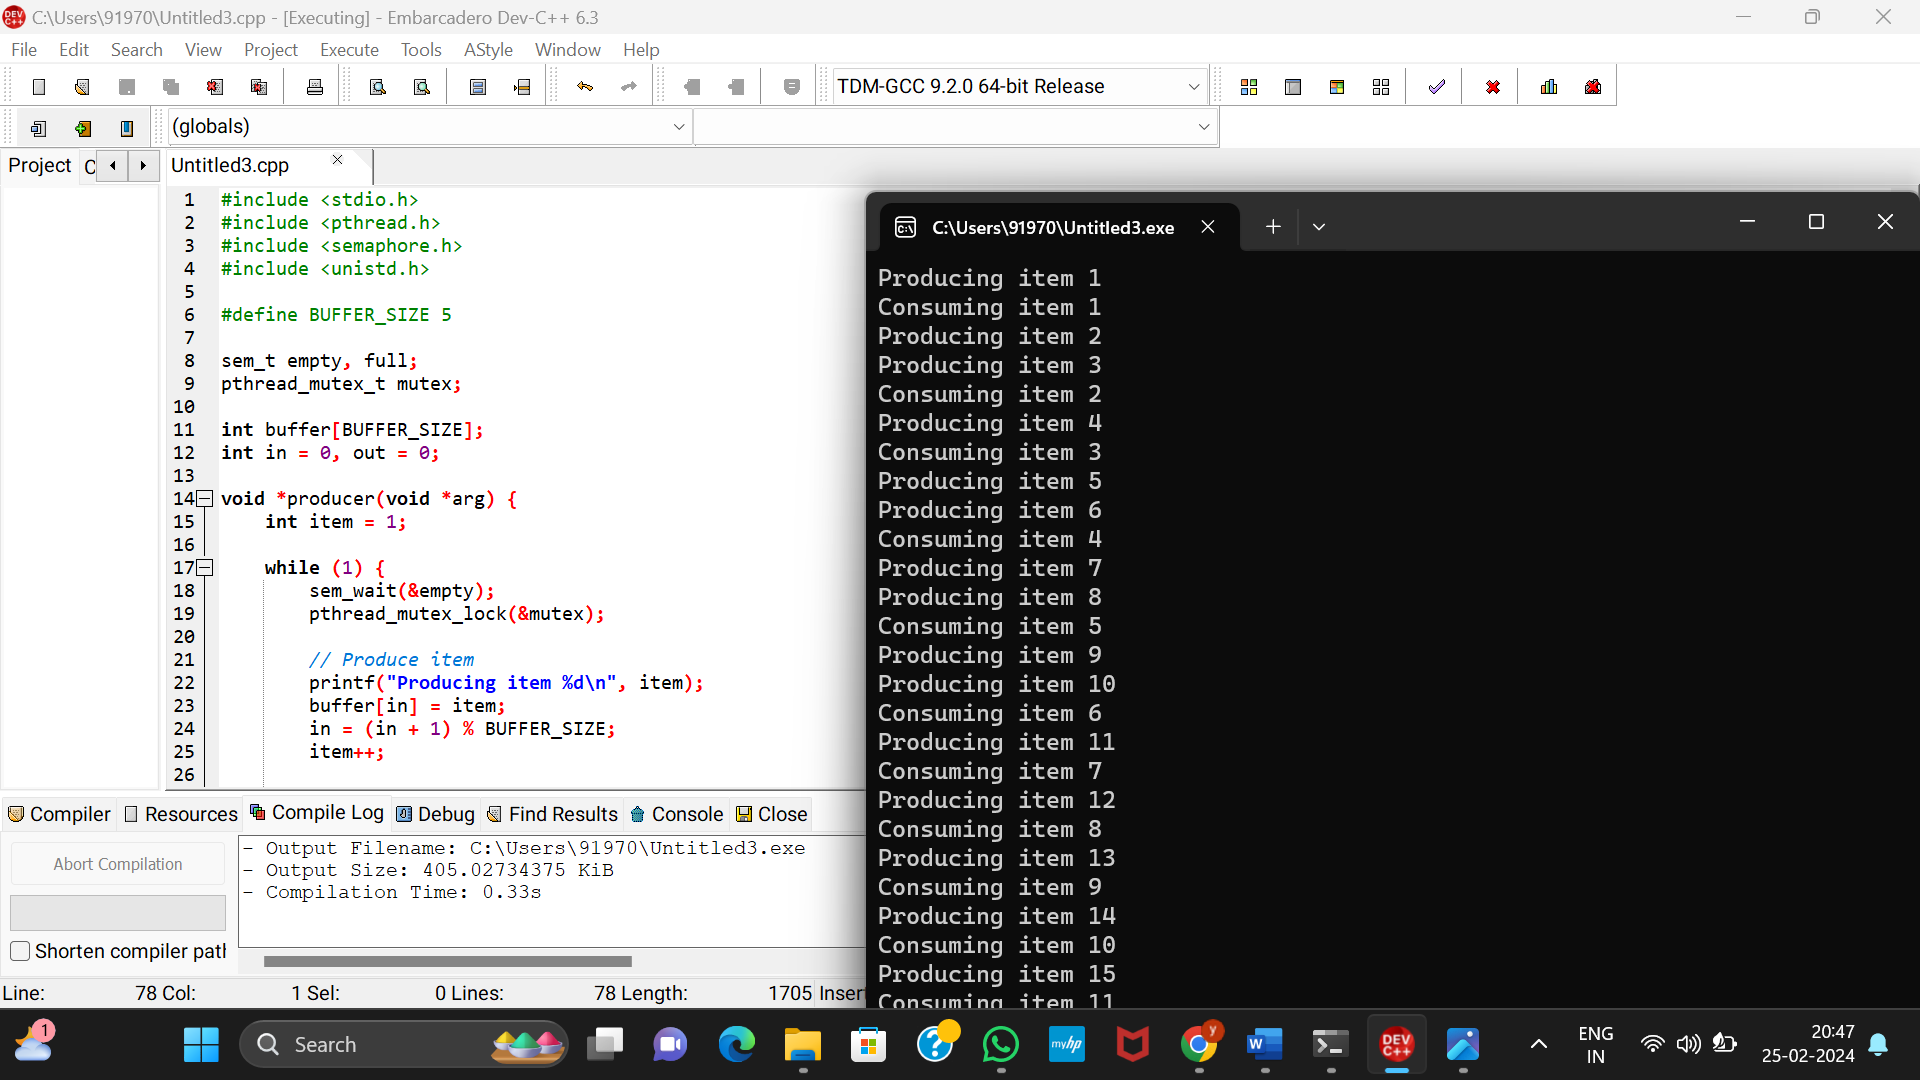 C:\Users\91970\Untitled3.cpp - [Executing] - Embarcadero Dev-C++ 6.3
File Edit Search View Project Execute Tools AStyle Window Help
TDM-GCC 9.2.0 64-bit Release
(globals)
Project C
Untitled3.cpp
1 #include <stdio.h>
2 #include <pthread.h>
3 #include <semaphore.h>
4 #include <unistd.h>
5
6 #define BUFFER_SIZE 5
7
8 sem_t empty, full;
9 pthread_mutex_t mutex;
10
11 int buffer[BUFFER_SIZE];
12 int in = 0, out = 0;
13
14 void *producer(void *arg) {
15 int item = 1;
16
17 while (1) {
18 sem_wait(&empty);
19 pthread_mutex_lock(&mutex);
20
21 // Produce item
22 printf("Producing item %d\n", item);
23 buffer[in] = item;
24 in = (in + 1) % BUFFER_SIZE;
25 item++;
26
C:\Users\91970\Untitled3.exe
Producing item 1
Consuming item 1
Producing item 2
Producing item 3
Consuming item 2
Producing item 4
Consuming item 3
Producing item 5
Producing item 6
Consuming item 4
Producing item 7
Producing item 8
Consuming item 5
Producing item 9
Producing item 10
Consuming item 6
Producing item 11
Consuming item 7
Producing item 12
Consuming item 8
Producing item 13
Consuming item 9
Producing item 14
Consuming item 10
Producing item 15
Consuming item 11
Compiler Resources Compile Log Debug Find Results Console Close
Abort Compilation
Shorten compiler path
- Output Filename: C:\Users\91970\Untitled3.exe
- Output Size: 405.02734375 KiB
- Compilation Time: 0.33s
Line: 78 Col: 1 Sel: 0 Lines: 78 Length: 1705 Inser
1
Search
myhp
y
W
DEV C++
ENG
IN
20:47
25-02-2024